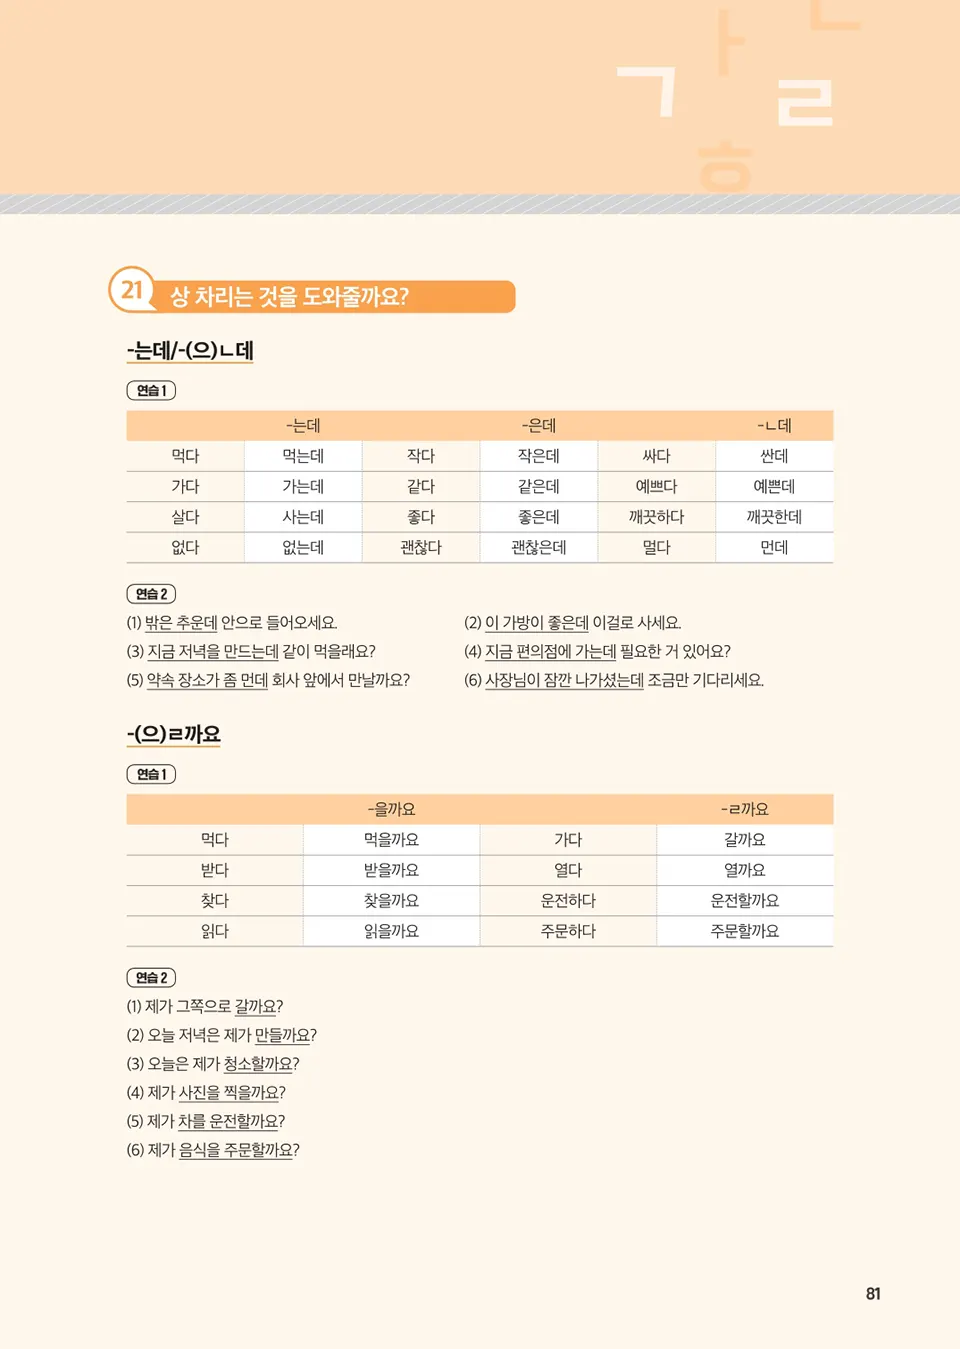 ㄱ ㅏ ㄴ ㄹ ㅎ
21 상 차리는 것을 도와줄까요?
-는데/-(으)ㄴ데
연습 1
-는데 -은데 -ㄴ데
먹다 먹는데 작다 작은데 싸다 싼데
가다 가는데 같다 같은데 예쁘다 예쁜데
살다 사는데 좋다 좋은데 깨끗하다 깨끗한데
없다 없는데 괜찮다 괜찮은데 멀다 먼데
연습 2
(1) 밖은 추운데 안으로 들어오세요. (2) 이 가방이 좋은데 이걸로 사세요.
(3) 지금 저녁을 만드는데 같이 먹을래요? (4) 지금 편의점에 가는데 필요한 거 있어요?
(5) 약속 장소가 좀 먼데 회사 앞에서 만날까요? (6) 사장님이 잠깐 나가셨는데 조금만 기다리세요.
-(으)ㄹ까요
연습 1
-을까요 -ㄹ까요
먹다 먹을까요 가다 갈까요
받다 받을까요 열다 열까요
찾다 찾을까요 운전하다 운전할까요
읽다 읽을까요 주문하다 주문할까요
연습 2
(1) 제가 그쪽으로 갈까요?
(2) 오늘 저녁은 제가 만들까요?
(3) 오늘은 제가 청소할까요?
(4) 제가 사진을 찍을까요?
(5) 제가 차를 운전할까요?
(6) 제가 음식을 주문할까요?
81